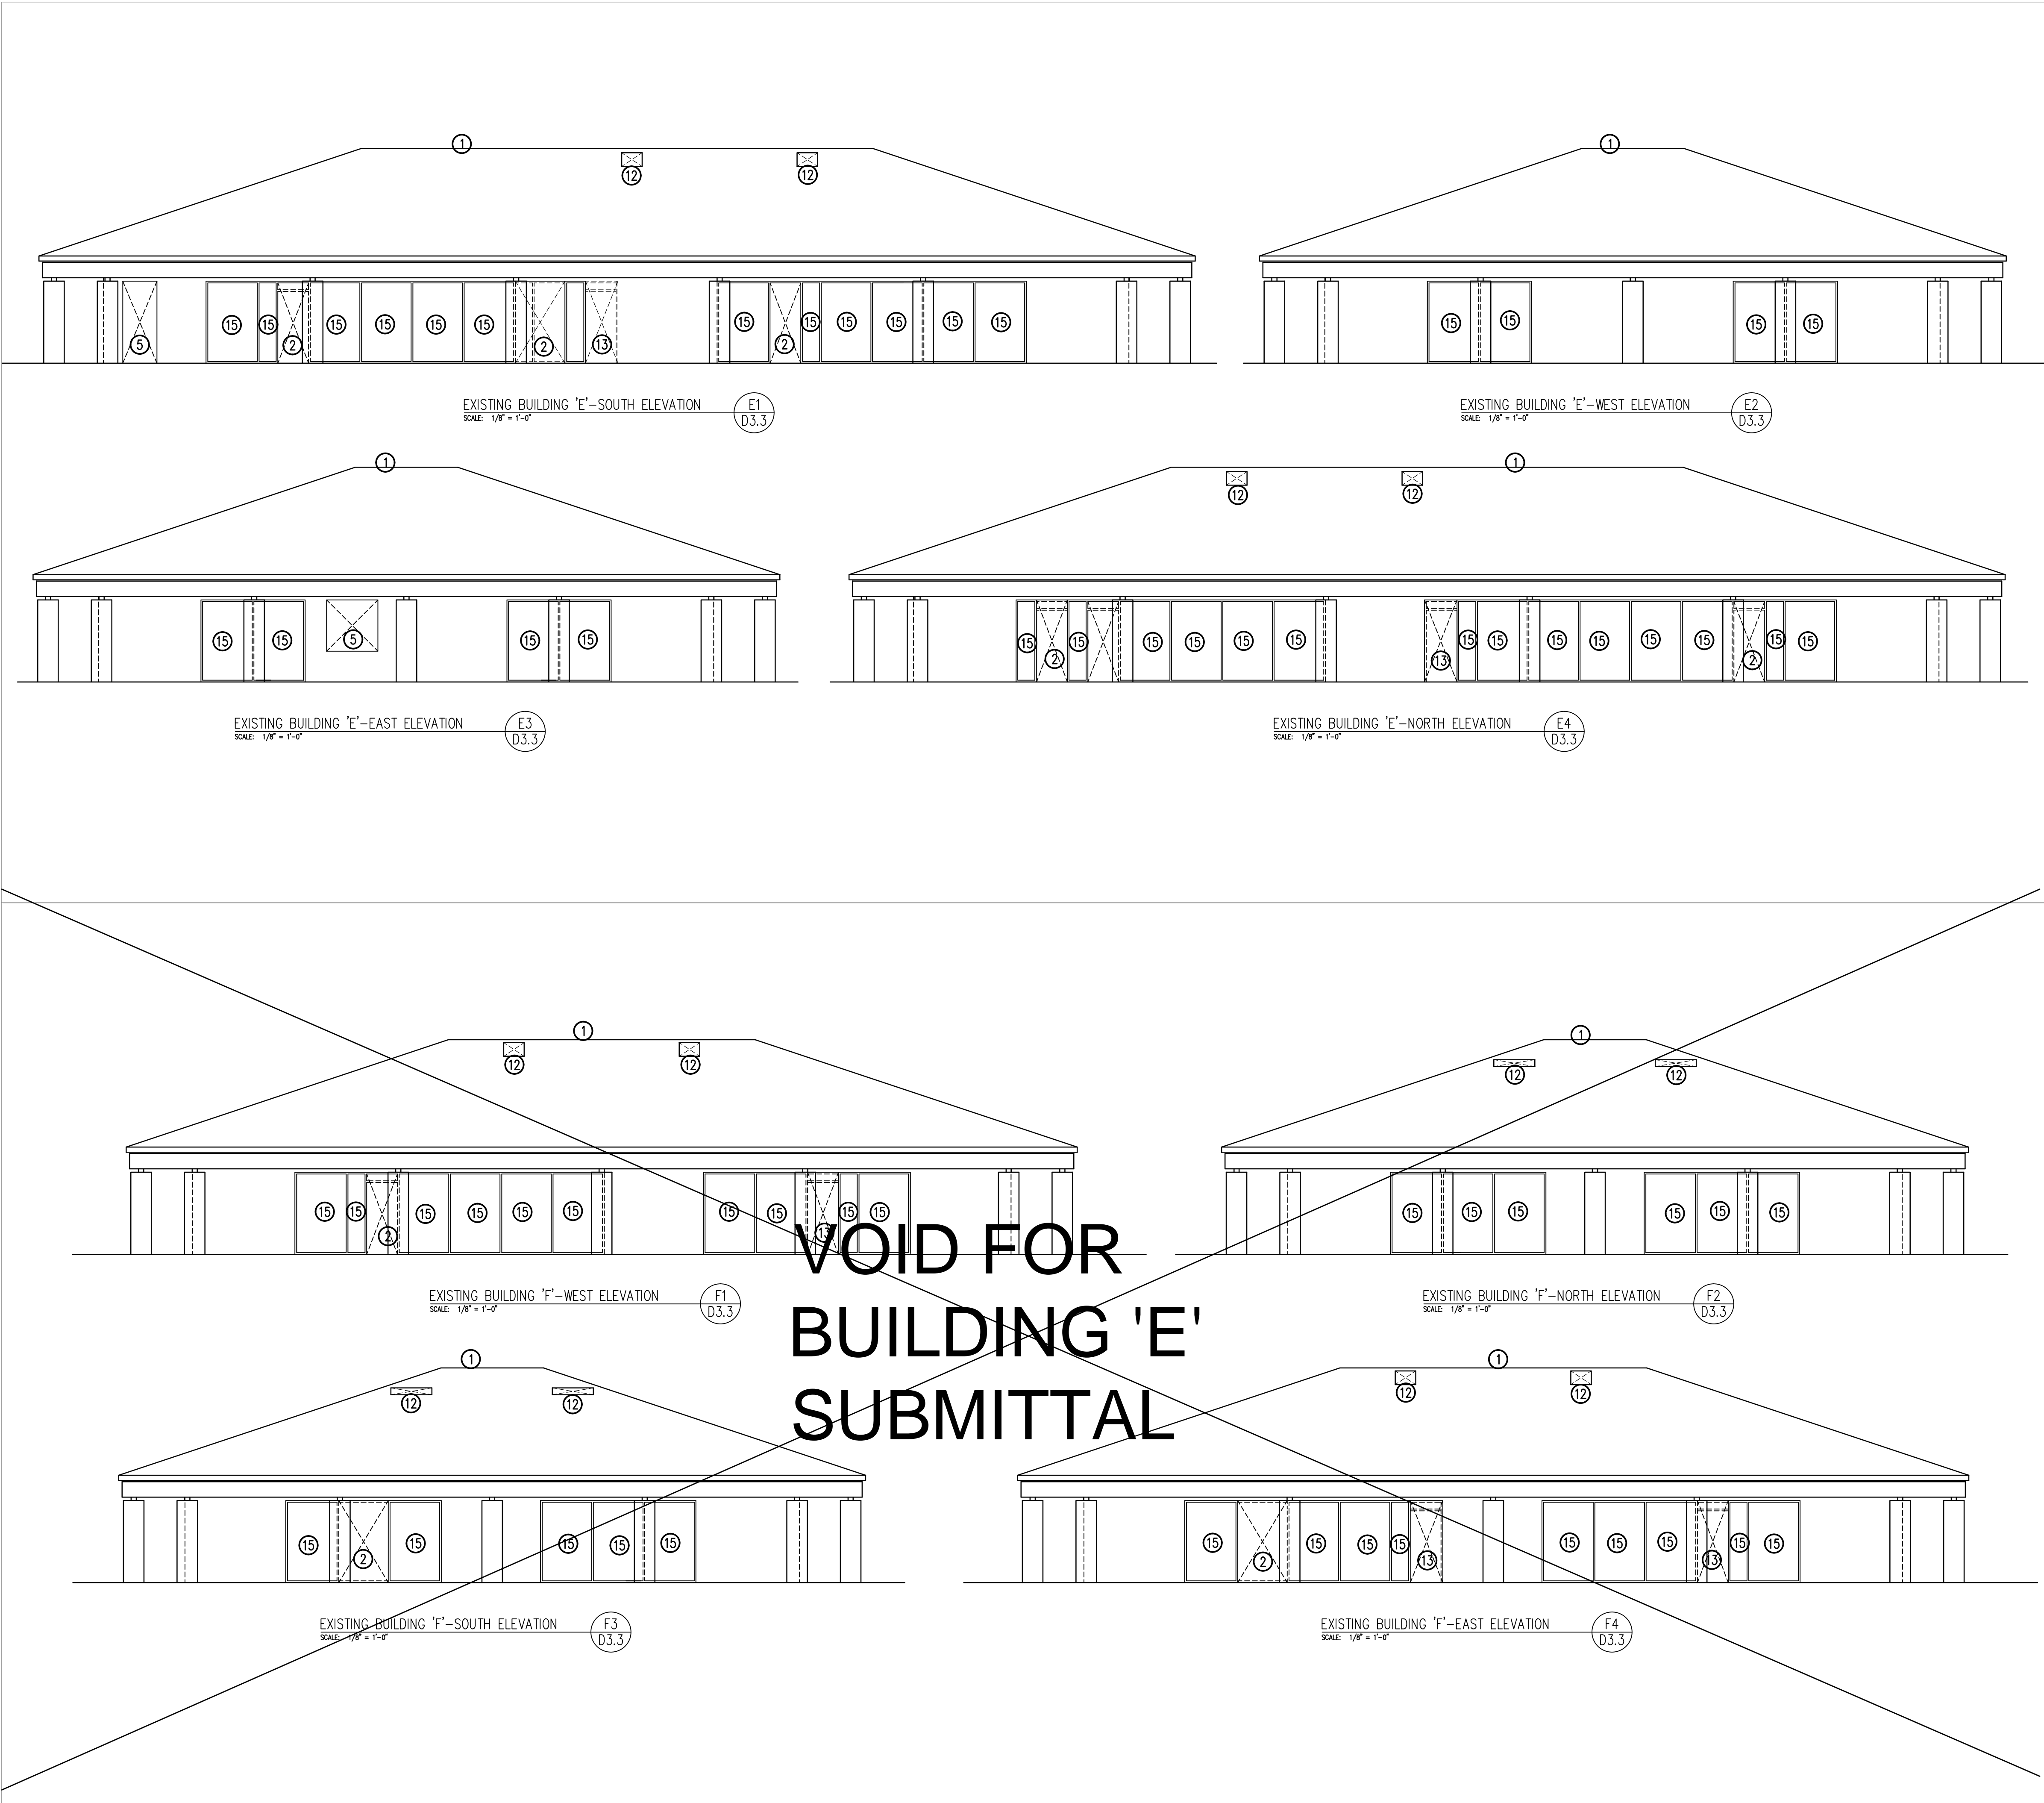 1
12 12
1
5 15 15 2 15 15 15 15 2 13 15 2 15 15 15 15 15
15 15 15 15
EXISTING BUILDING 'E'-SOUTH ELEVATION E1
SCALE: 1/8" = 1'-0" D3.3
EXISTING BUILDING 'E'-WEST ELEVATION E2
SCALE: 1/8" = 1'-0" D3.3
1
1
12 12
15 15 5 15 15
15 2 15 15 15 15 15 13 15 15 15 15 15 15 2 15 15
EXISTING BUILDING 'E'-EAST ELEVATION E3
SCALE: 1/8" = 1'-0" D3.3
EXISTING BUILDING 'E'-NORTH ELEVATION E4
SCALE: 1/8" = 1'-0" D3.3
1
12 12
1
12 12
15 15 2 15 15 15 15 15 15 13 15 15
15 15 15 15 15 15
VOID FOR
BUILDING 'E'
SUBMITTAL
EXISTING BUILDING 'F'-WEST ELEVATION F1
SCALE: 1/8" = 1'-0" D3.3
EXISTING BUILDING 'F'-NORTH ELEVATION F2
SCALE: 1/8" = 1'-0" D3.3
1
12 12
1
12 12
15 2 15 15 15 15
15 2 15 15 15 13 15 15 15 13 15 15
EXISTING BUILDING 'F'-SOUTH ELEVATION F3
SCALE: 1/8" = 1'-0" D3.3
EXISTING BUILDING 'F'-EAST ELEVATION F4
SCALE: 1/8" = 1'-0" D3.3